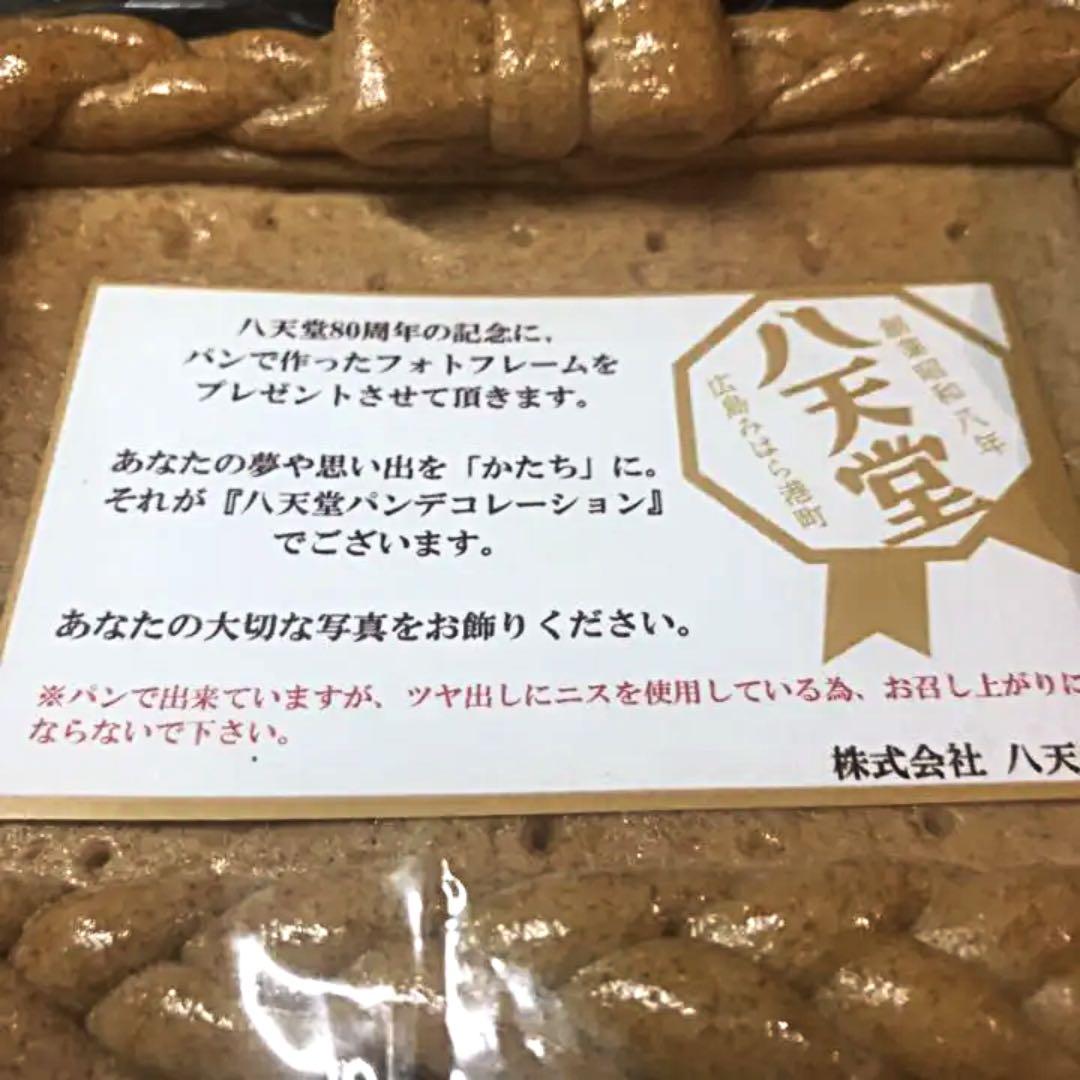 八天堂80周年の記念に、
パンで作ったフォトフレームを
プレゼントさせて頂きます。
あなたの夢や思い出を「かたち」に。
それが『八天堂パンデコレーション』
でございます。
あなたの大切な写真をお飾りください。
※パンで出来ていますが、ツヤ出しにニスを使用している為、お召し上がりに
ならないで下さい。
株式会社 八天
創業昭和八年
八天堂
広島みはら港町